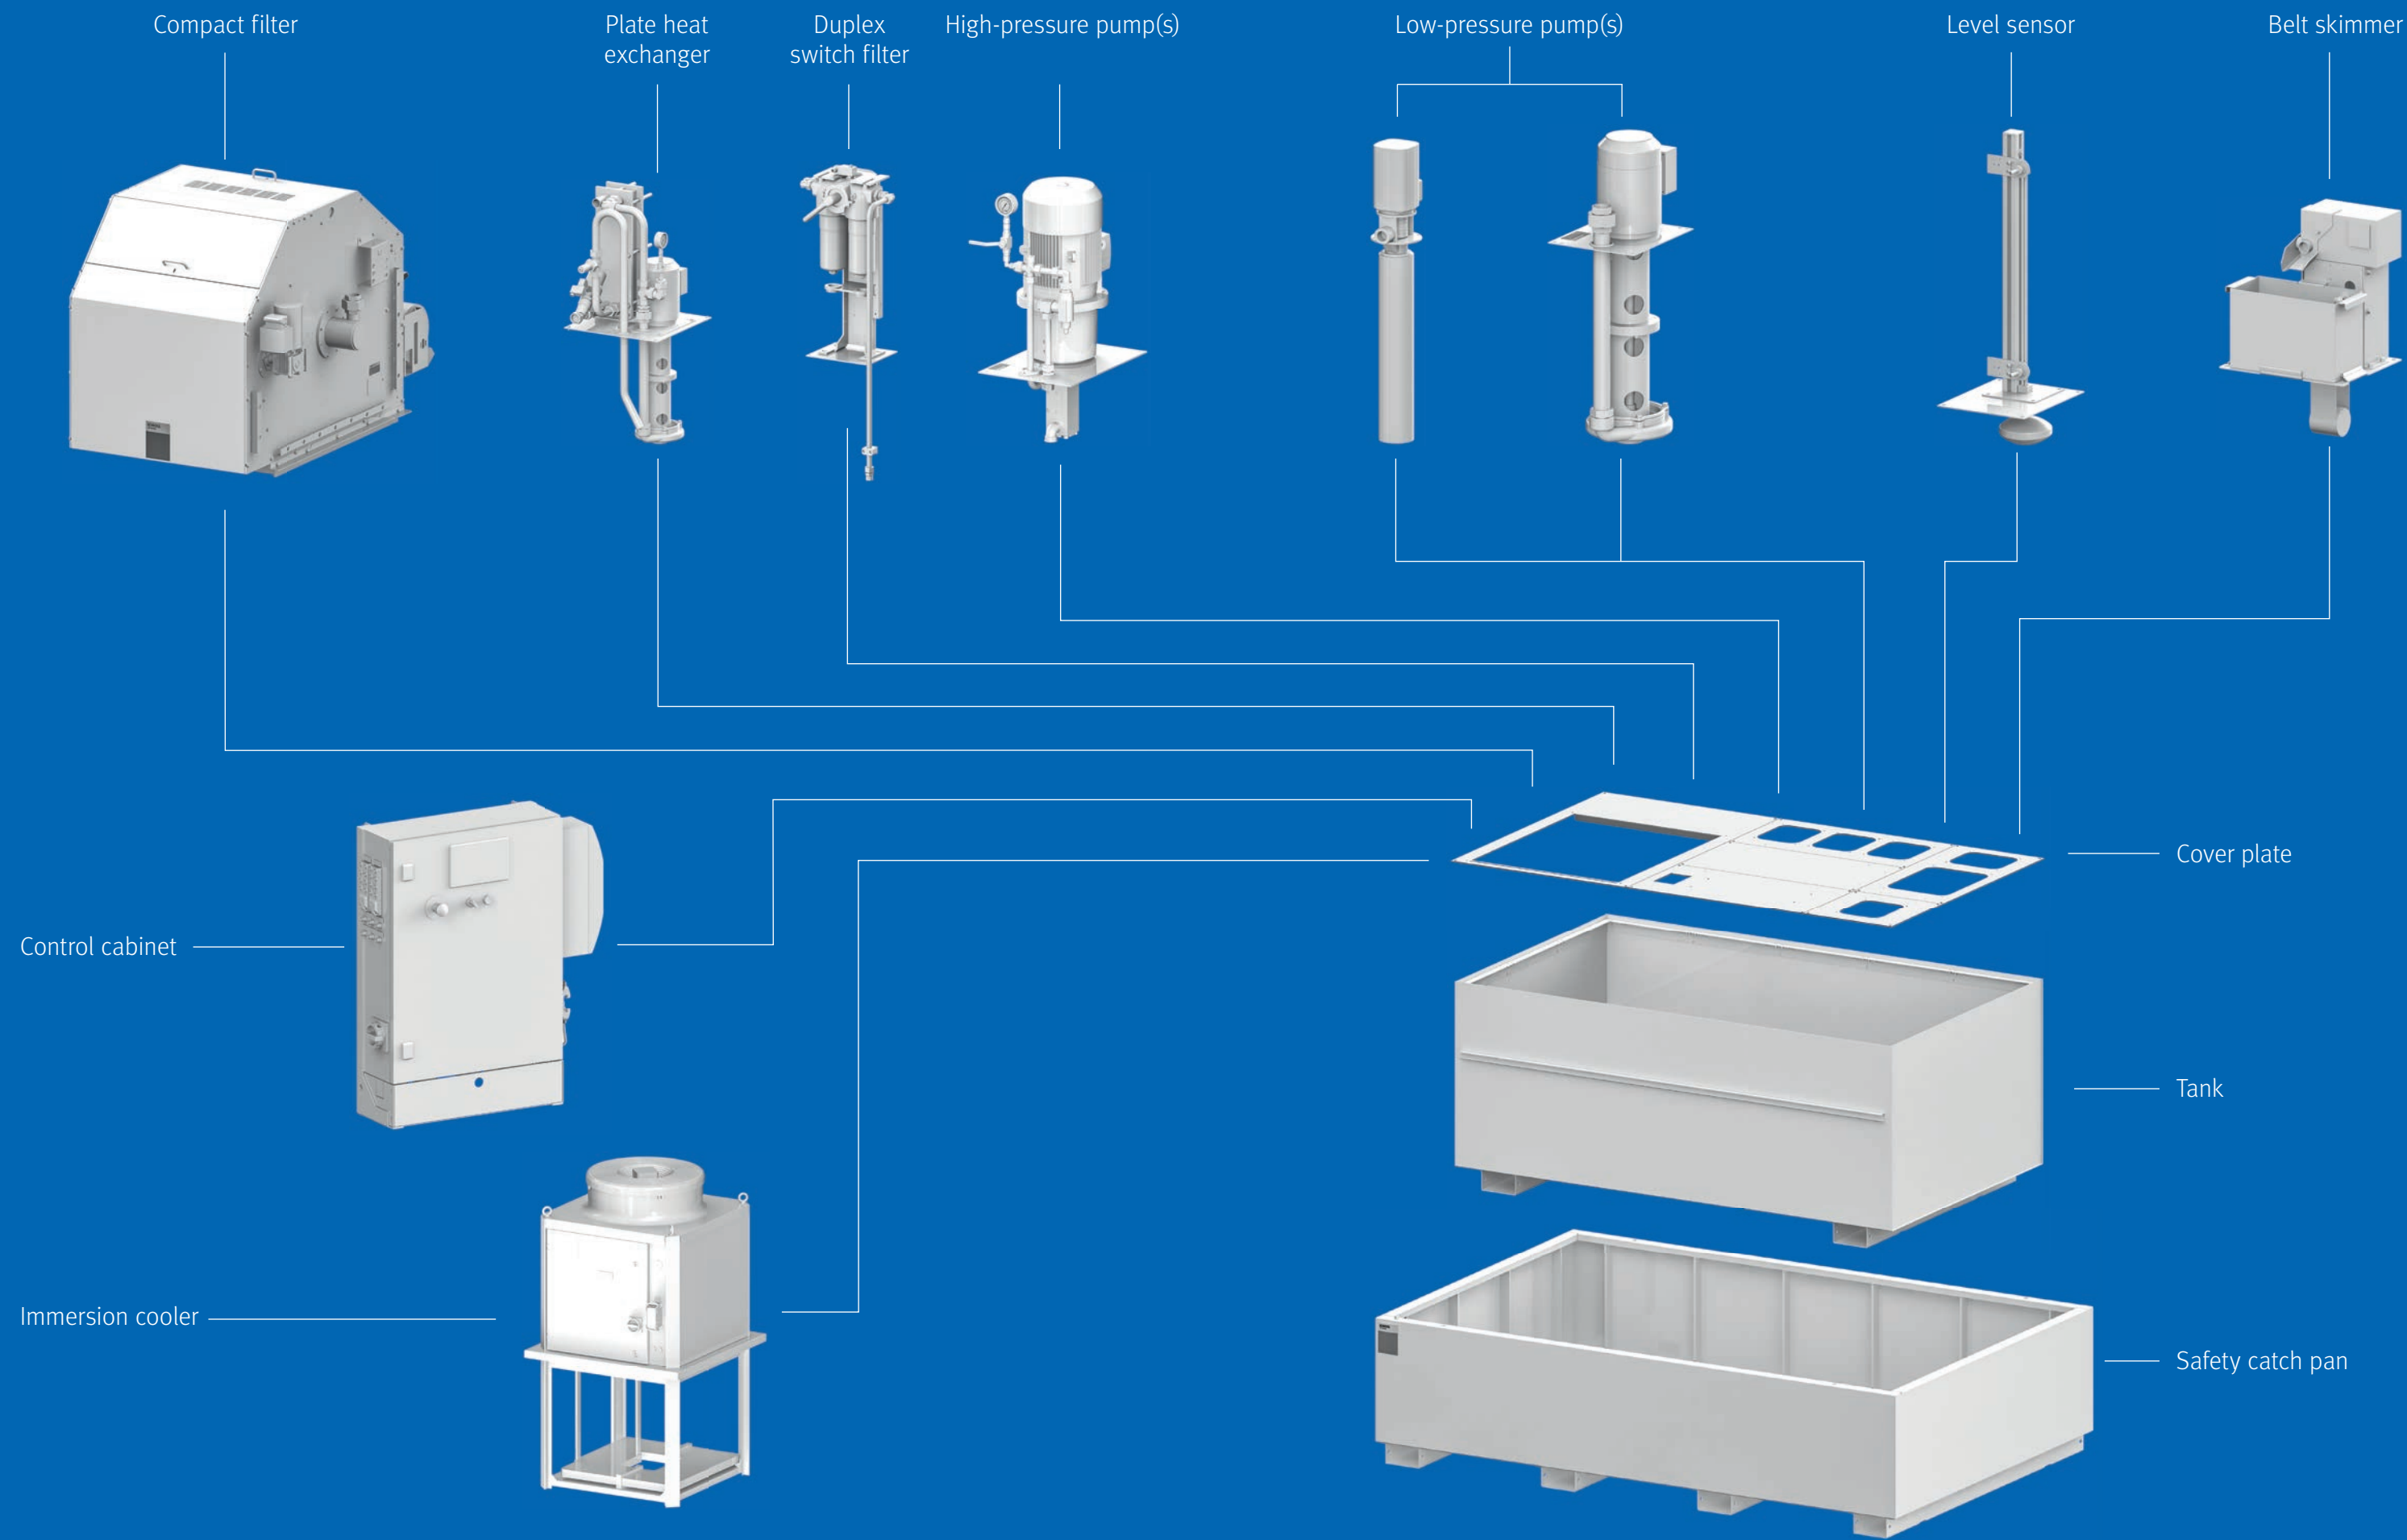 Compact filter
Plate heat
exchanger
Duplex
switch filter
High-pressure pump(s)
Low-pressure pump(s)
Level sensor
Belt skimmer
Cover plate
Control cabinet
Tank
Immersion cooler
Safety catch pan